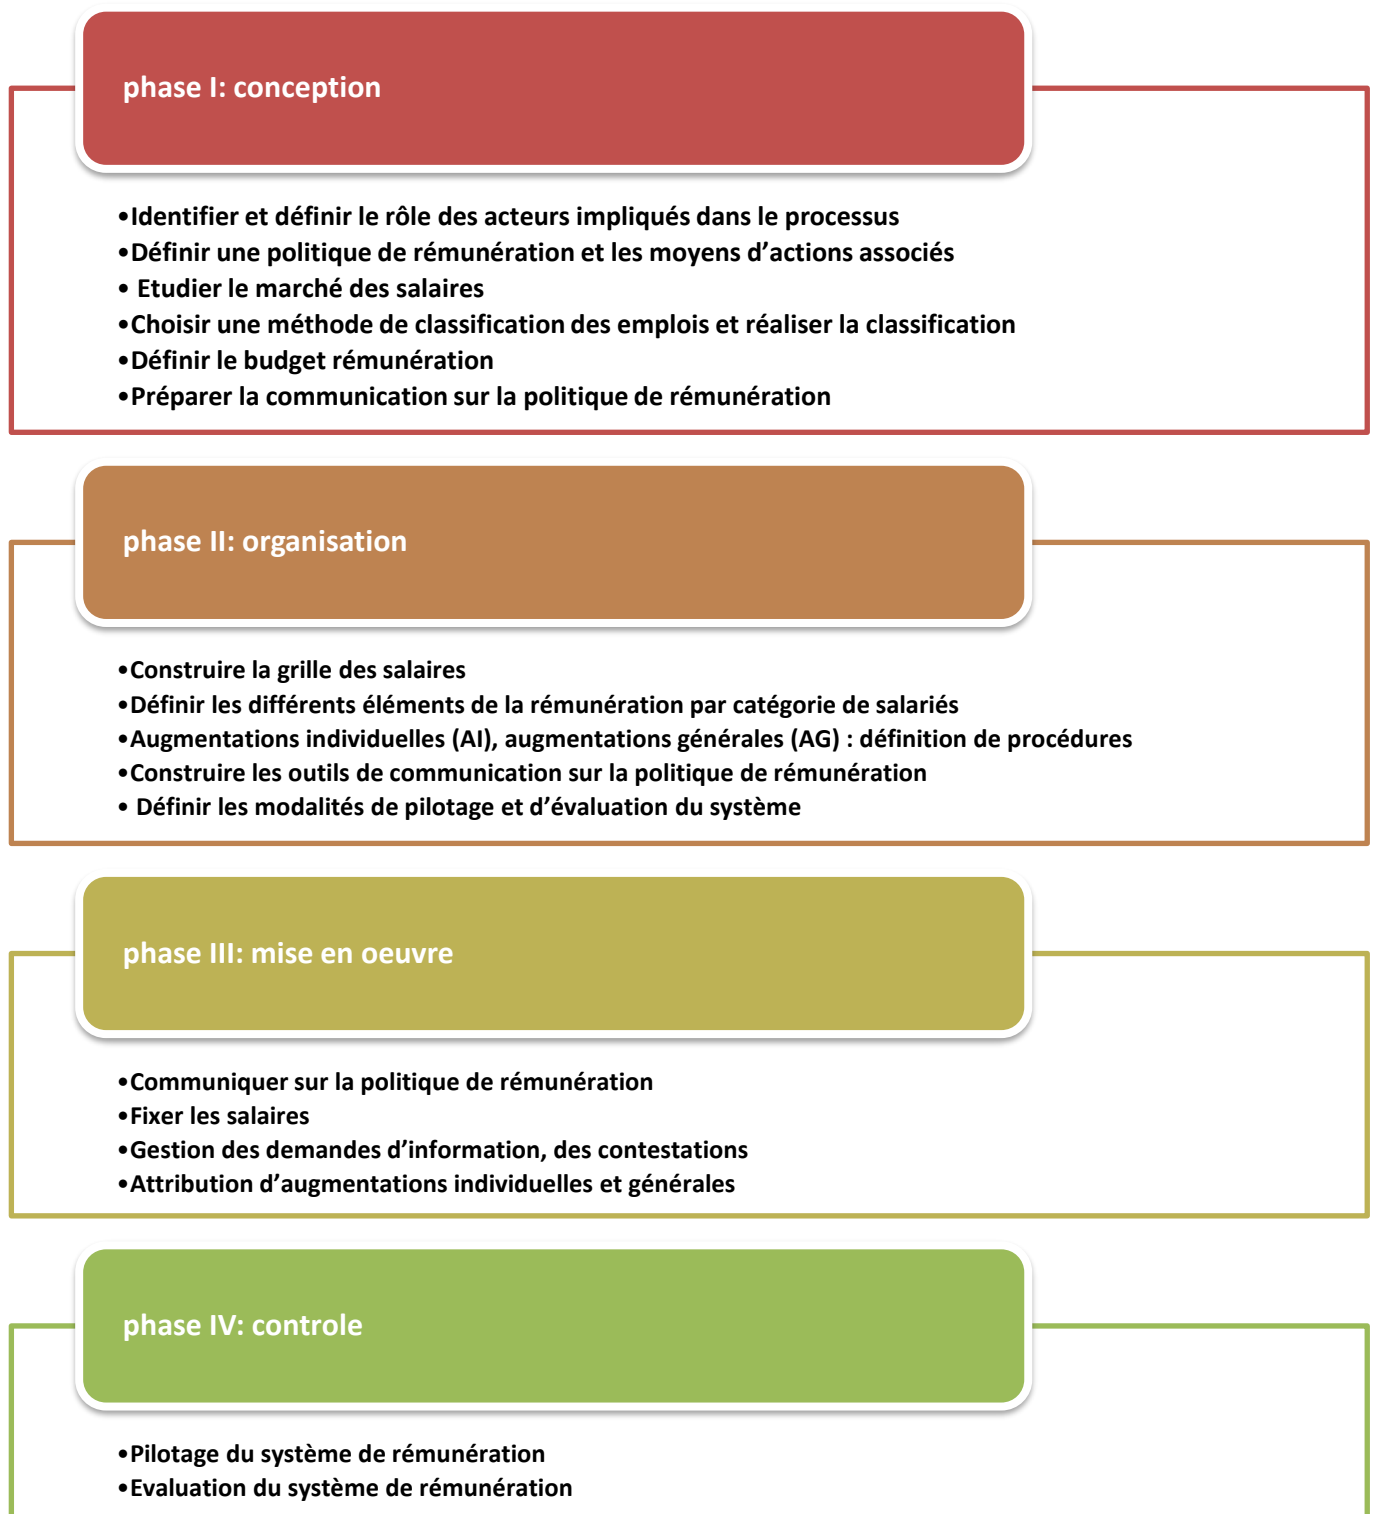 phase I: conception
•Identifier et définir le rôle des acteurs impliqués dans le processus
•Définir une politique de rémunération et les moyens d’actions associés
• Etudier le marché des salaires
•Choisir une méthode de classification des emplois et réaliser la classification
•Définir le budget rémunération
•Préparer la communication sur la politique de rémunération
phase II: organisation
•Construire la grille des salaires
•Définir les différents éléments de la rémunération par catégorie de salariés
•Augmentations individuelles (AI), augmentations générales (AG) : définition de procédures
•Construire les outils de communication sur la politique de rémunération
• Définir les modalités de pilotage et d’évaluation du système
phase III: mise en oeuvre
•Communiquer sur la politique de rémunération
•Fixer les salaires
•Gestion des demandes d’information, des contestations
•Attribution d’augmentations individuelles et générales
phase IV: controle
•Pilotage du système de rémunération
•Evaluation du système de rémunération